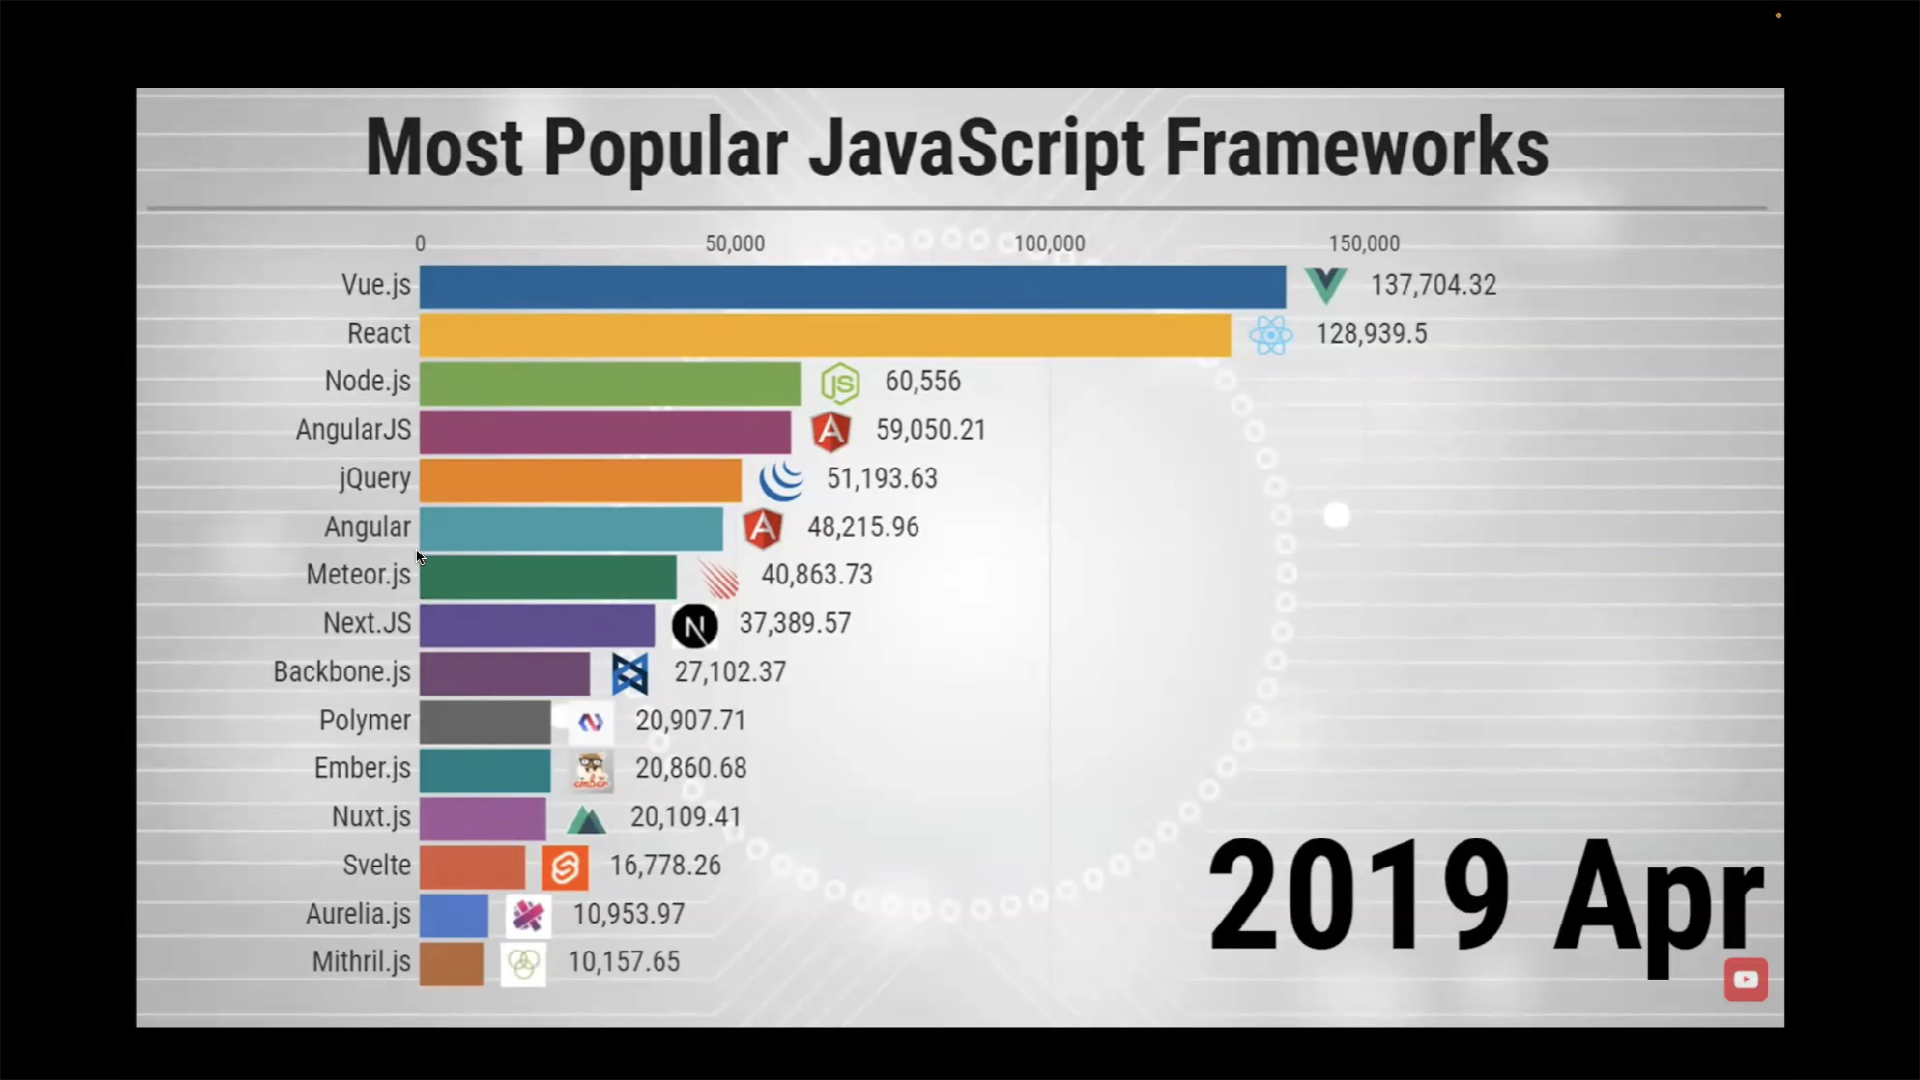 Most Popular JavaScript Frameworks
0 50,000 100,000 150,000
Vue.js 137,704.32
React 128,939.5
Node.js JS 60,556
AngularJS A 59,050.21
jQuery 51,193.63
Angular A 48,215.96
Meteor.js 40,863.73
Next.JS N 37,389.57
Backbone.js 27,102.37
Polymer 20,907.71
Ember.js ember 20,860.68
Nuxt.js 20,109.41
Svelte 16,778.26
Aurelia.js 10,953.97
Mithril.js 10,157.65
2019 Apr